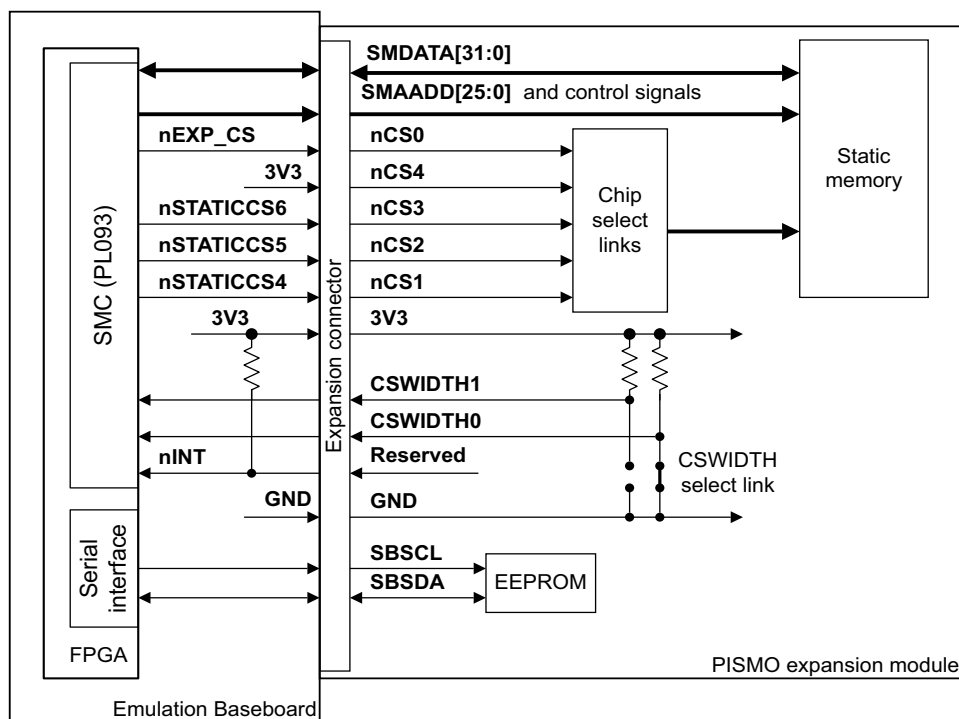 SMDATA[31:0]
SMAADD[25:0] and control signals
nEXP_CS
nCS0
3V3
nCS4
nSTATICCS6
nCS3
nSTATICCS5
nCS2
nSTATICCS4
nCS1
3V3
3V3
SMC (PL093)
Expansion connector
Chip
select
links
Static
memory
CSWIDTH1
CSWIDTH0
nINT
Reserved
CSWIDTH
select link
GND
GND
Serial
interface
SBSCL
SBSDA
EEPROM
FPGA
PISMO expansion module
Emulation Baseboard